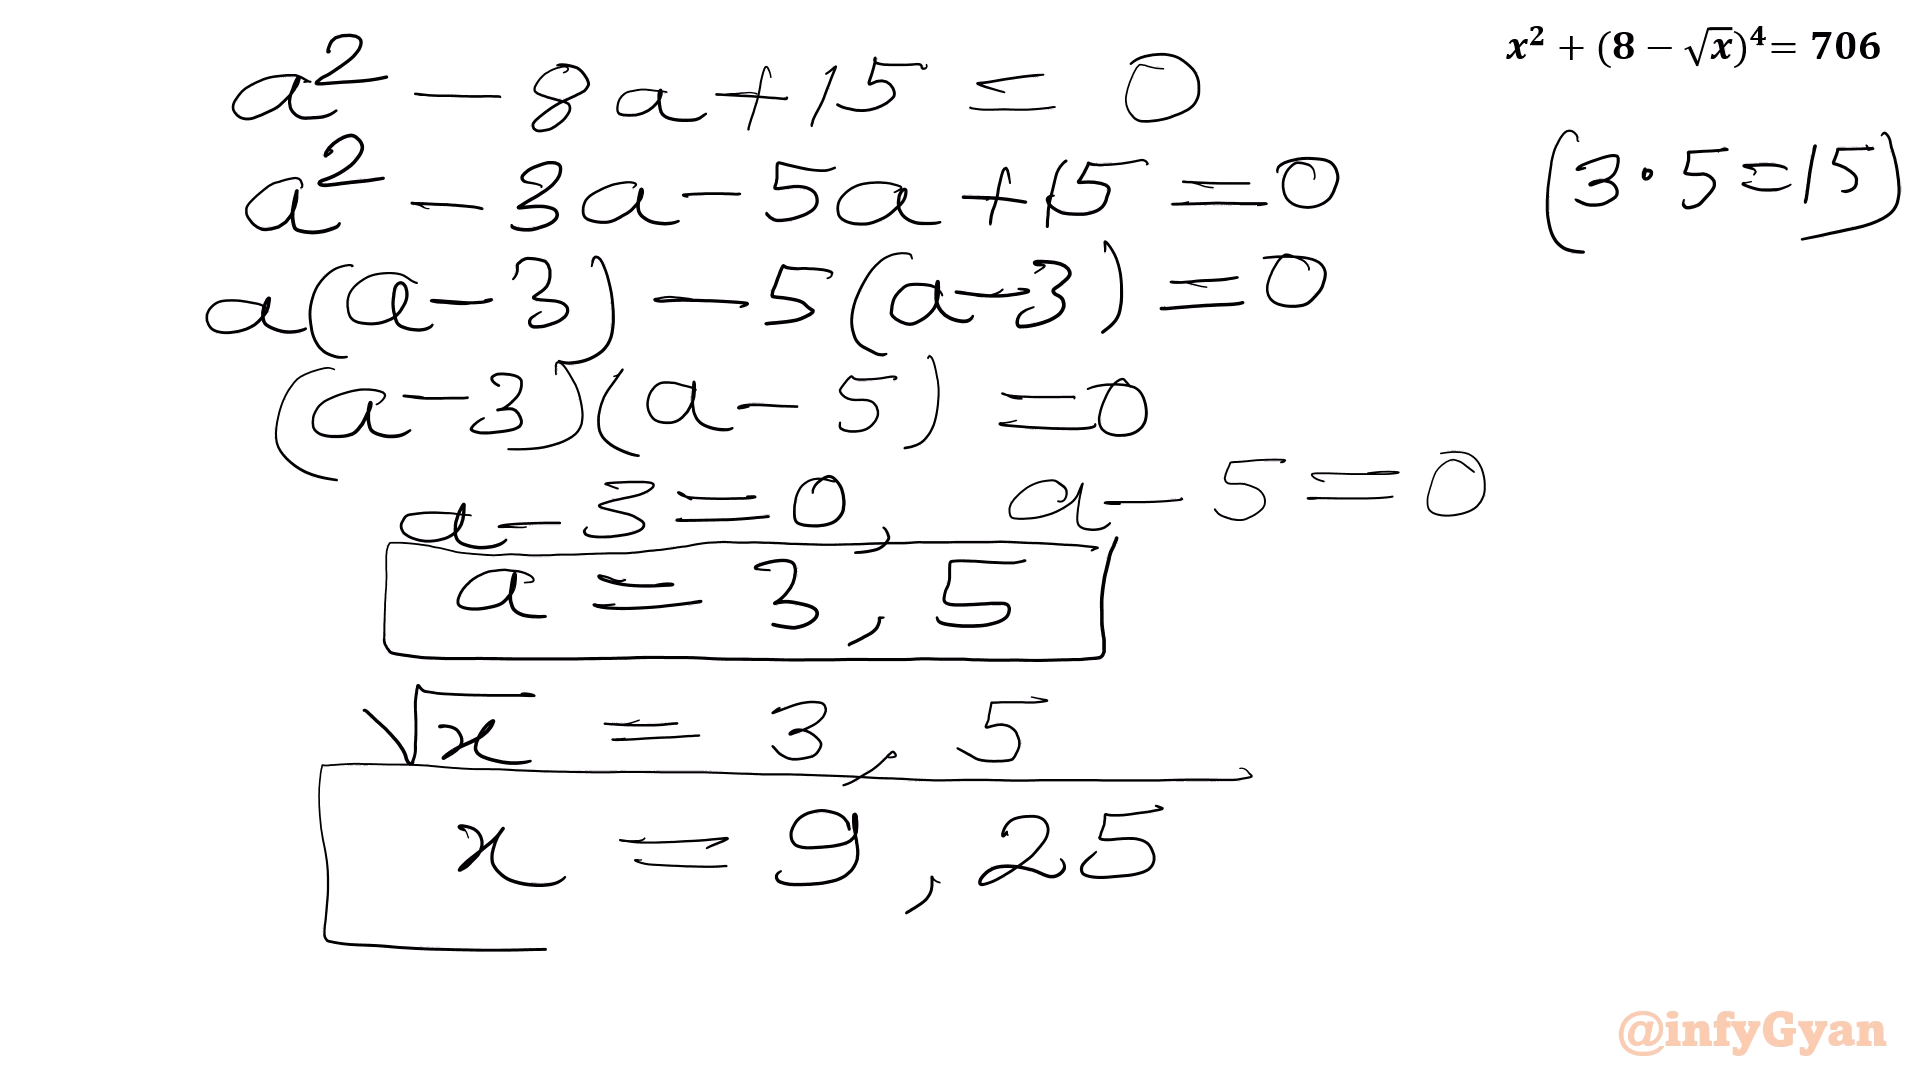 x² + (8 − √x)⁴= 706
a² − 8a + 15 = 0
(3 · 5 = 15)
a² − 3a − 5a + 15 = 0
a(a − 3) − 5(a − 3) = 0
(a − 3)(a − 5) = 0
a − 3 = 0, a − 5 = 0
a = 3, 5
√x = 3, 5
x = 9, 25
@infyGyan